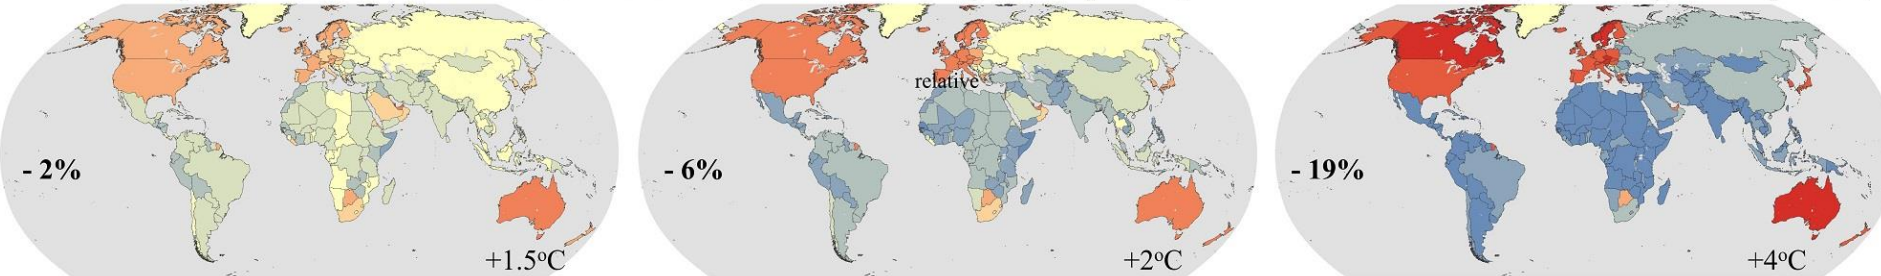 relative
- 2%
- 6%
- 19%
+1.5ºC
+2ºC
+4ºC